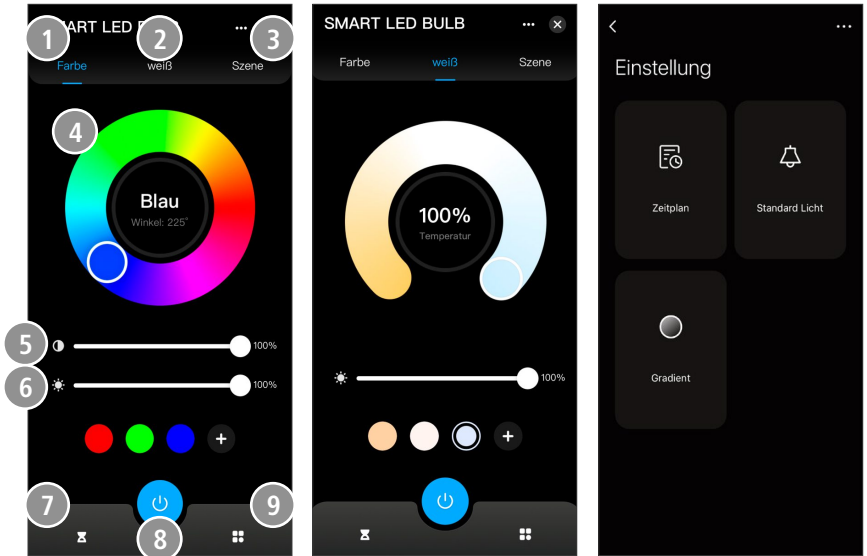 SMART LED BULB
1
2
3
Farbe weiß Szene
4
Blau
Winkel: 225°
5
100%
6
100%
7
8
9
SMART LED BULB
Farbe weiß Szene
100%
Temperatur
100%
Einstellung
Zeitplan Standard Licht
Gradient